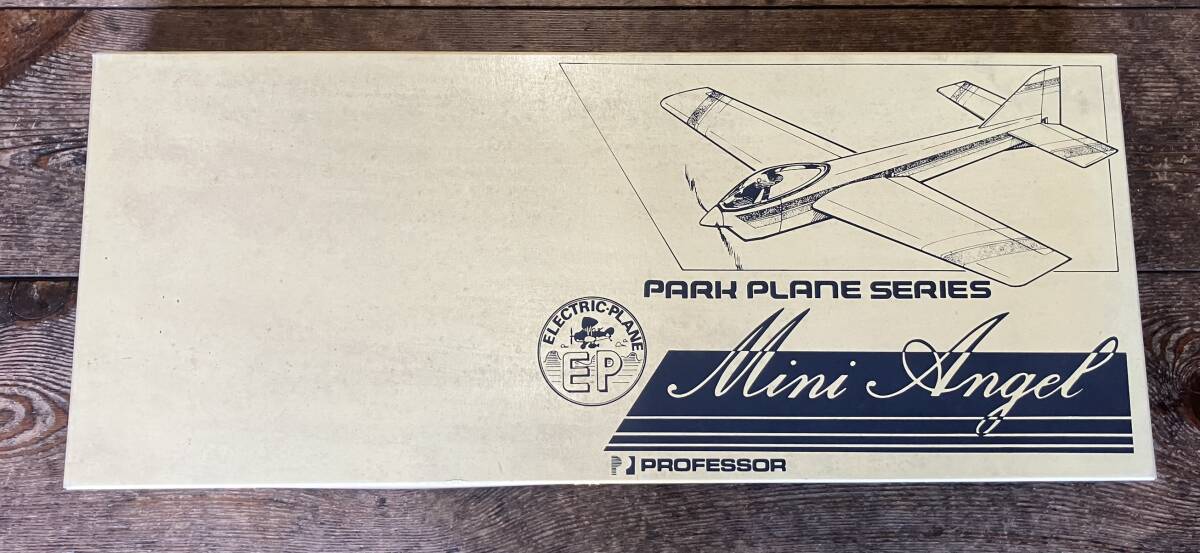 PARK PLANE SERIES
ELECTRIC-PLANE
EP
Mini Angel
PROFESSOR